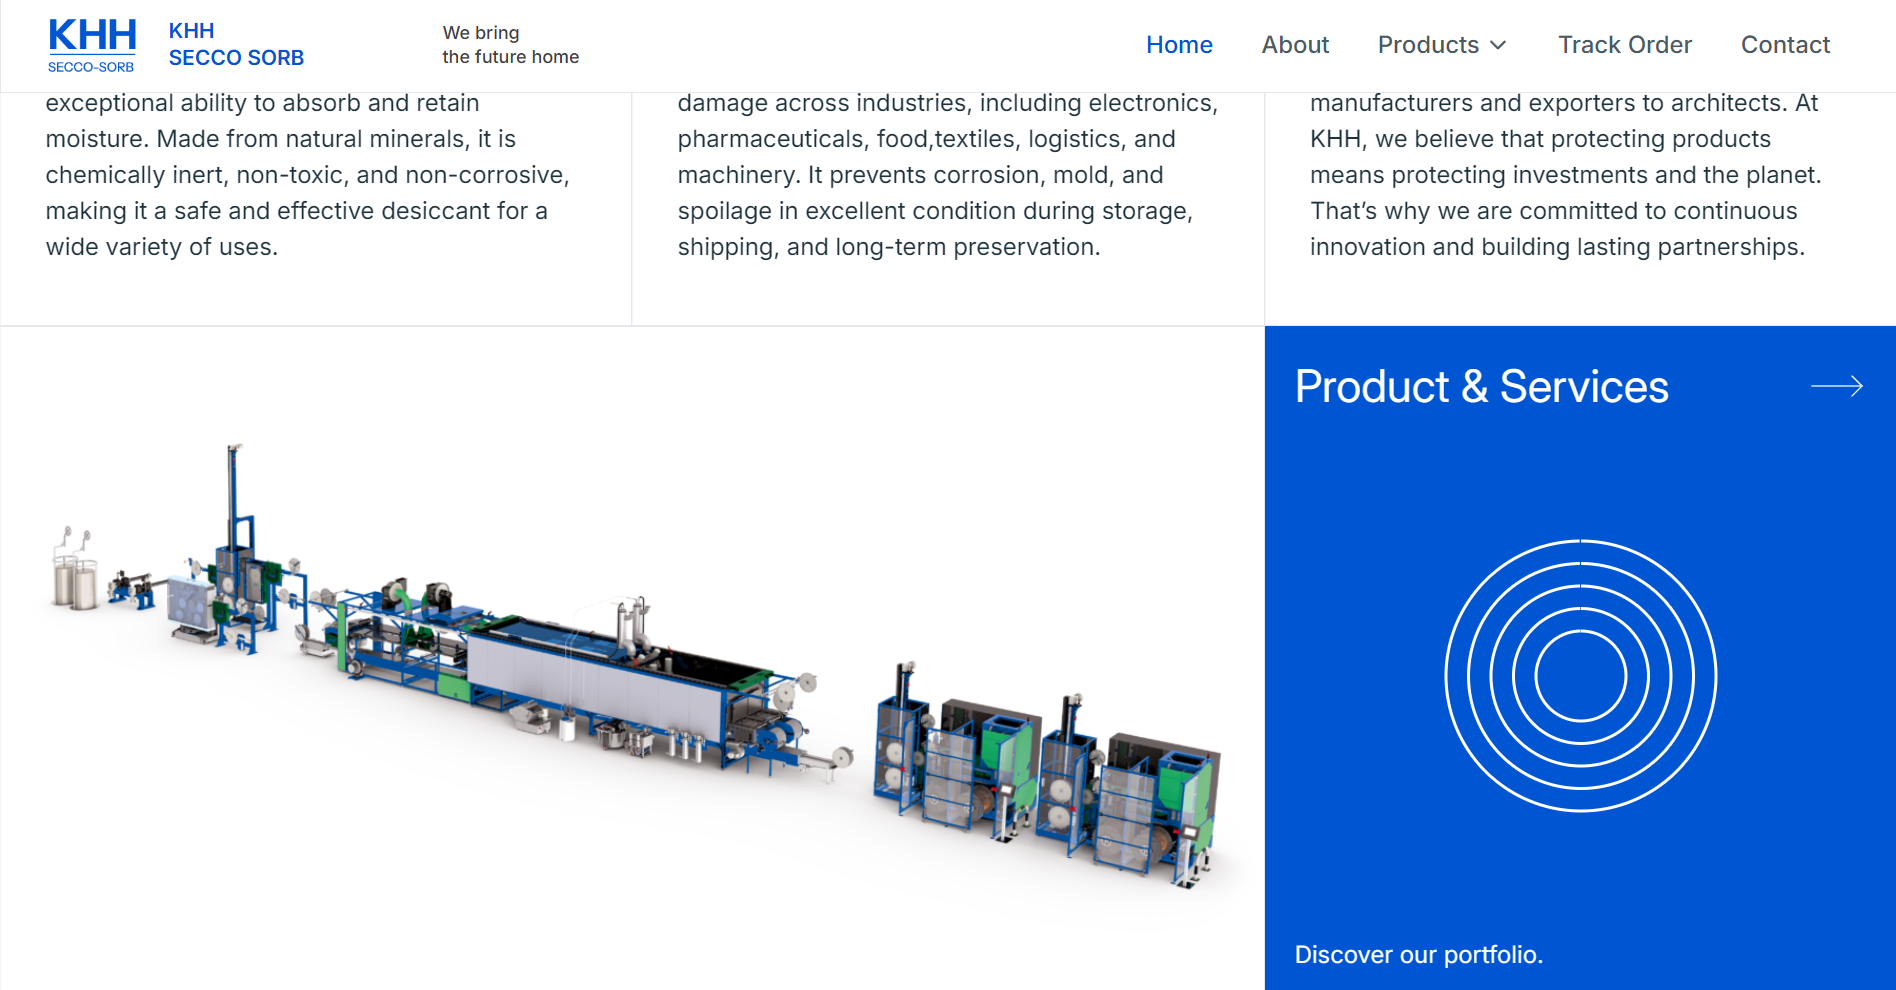 KHH
SECCO-SORB
KHH
SECCO SORB
We bring
the future home
Home
About
Products
Track Order
Contact
exceptional ability to absorb and retain
moisture. Made from natural minerals, it is
chemically inert, non-toxic, and non-corrosive,
making it a safe and effective desiccant for a
wide variety of uses.
damage across industries, including electronics,
pharmaceuticals, food,textiles, logistics, and
machinery. It prevents corrosion, mold, and
spoilage in excellent condition during storage,
shipping, and long-term preservation.
manufacturers and exporters to architects. At
KHH, we believe that protecting products
means protecting investments and the planet.
That’s why we are committed to continuous
innovation and building lasting partnerships.
Product & Services
Discover our portfolio.